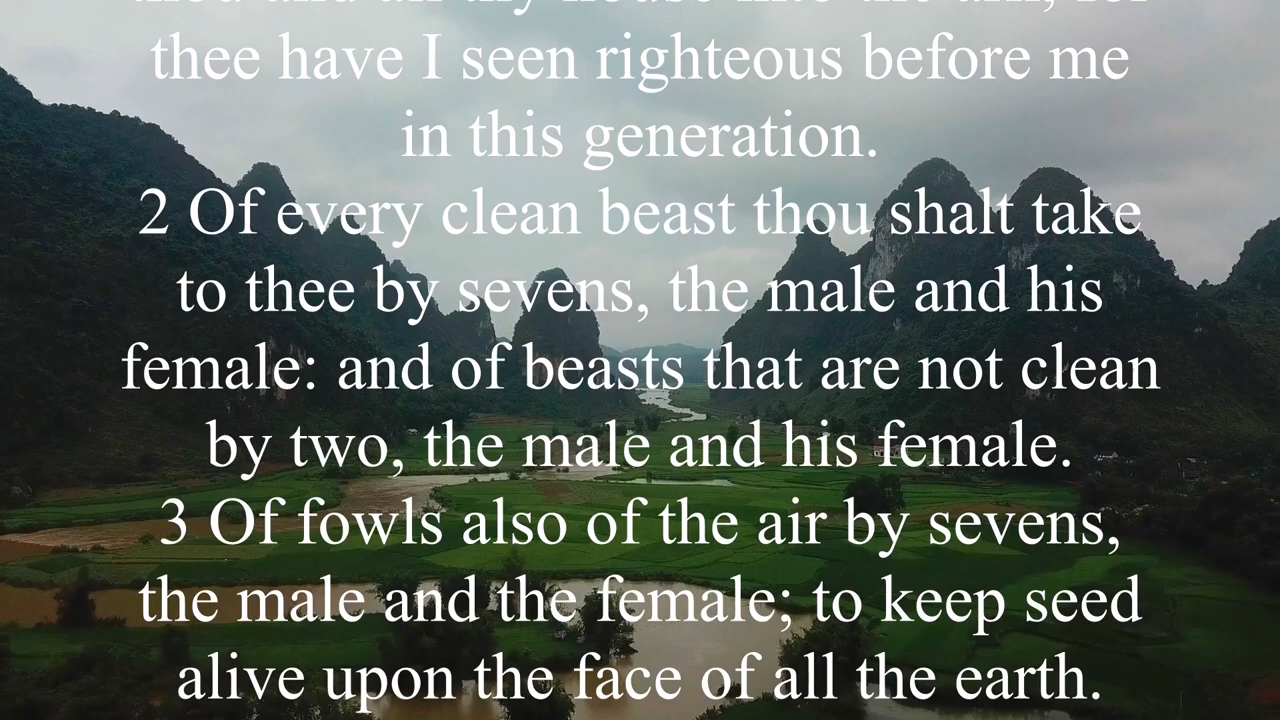 thee have I seen righteous before me
in this generation.
2 Of every clean beast thou shalt take
to thee by sevens, the male and his
female: and of beasts that are not clean
by two, the male and his female.
3 Of fowls also of the air by sevens,
the male and the female; to keep seed
alive upon the face of all the earth.